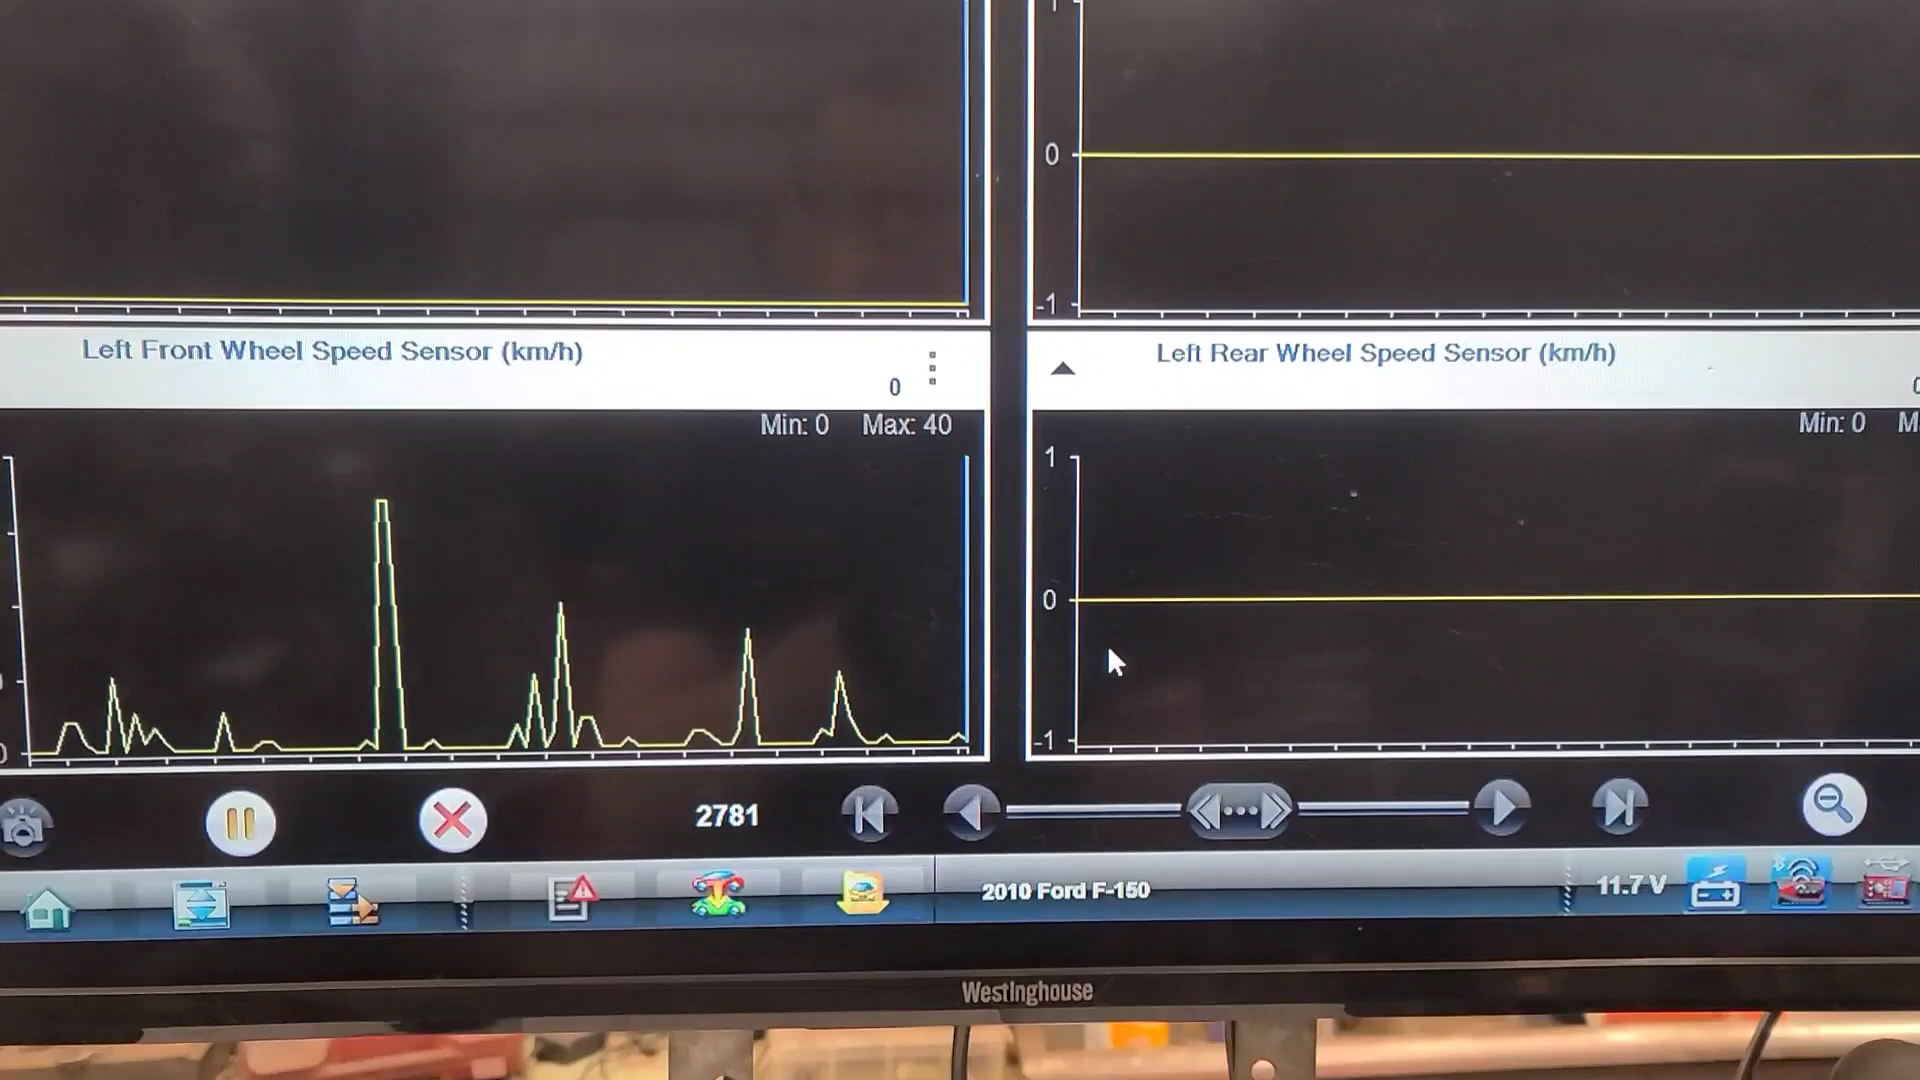 0
-1
Left Front Wheel Speed Sensor (km/h)
0
Min: 0 Max: 40
Left Rear Wheel Speed Sensor (km/h)
Min: 0
1
0
-1
2781
2010 Ford F-150
11.7 V
Westinghouse